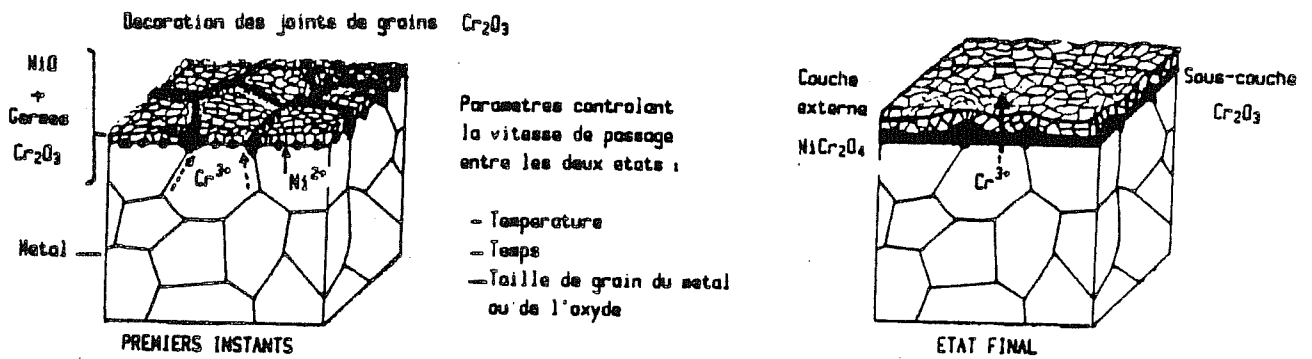 Decoration des joints de grains Cr₂O₃
NiO
+
Germes
Cr₂O₃
Cr³⁺
Ni²⁺
Metal
PREMIERS INSTANTS
Parametres controlant
la vitesse de passage
entre les deux etats :
- Temperature
- Temps
- Taille de grain du metal
ou de l'oxyde
Couche
externe
NiCr₂O₄
Sous-couche
Cr₂O₃
Cr³⁺
ETAT FINAL